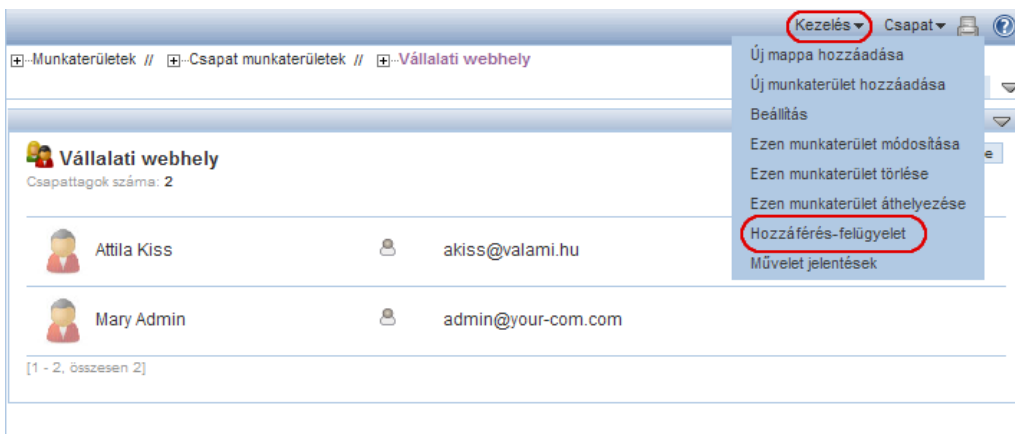 Kezelés Csapat
Munkaterületek // Csapat munkaterületek // Vállalati webhely
Új mappa hozzáadása
Új munkaterület hozzáadása
Beállítás
Ezen munkaterület módosítása
Ezen munkaterület törlése
Ezen munkaterület áthelyezése
Hozzáférés-felügyelet
Művelet jelentések
Vállalati webhely
Csapattagok száma: 2
Attila Kiss akiss@valami.hu
Mary Admin admin@your-com.com
[1 - 2, összesen 2]